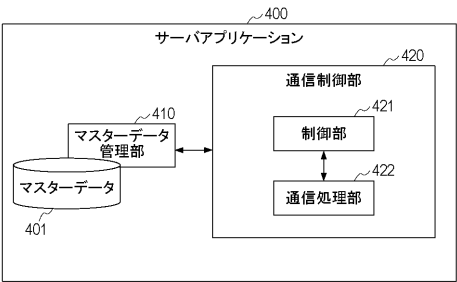 400
サーバアプリケーション
420
通信制御部
410
マスターデータ
管理部
421
制御部
マスターデータ
401
422
通信処理部